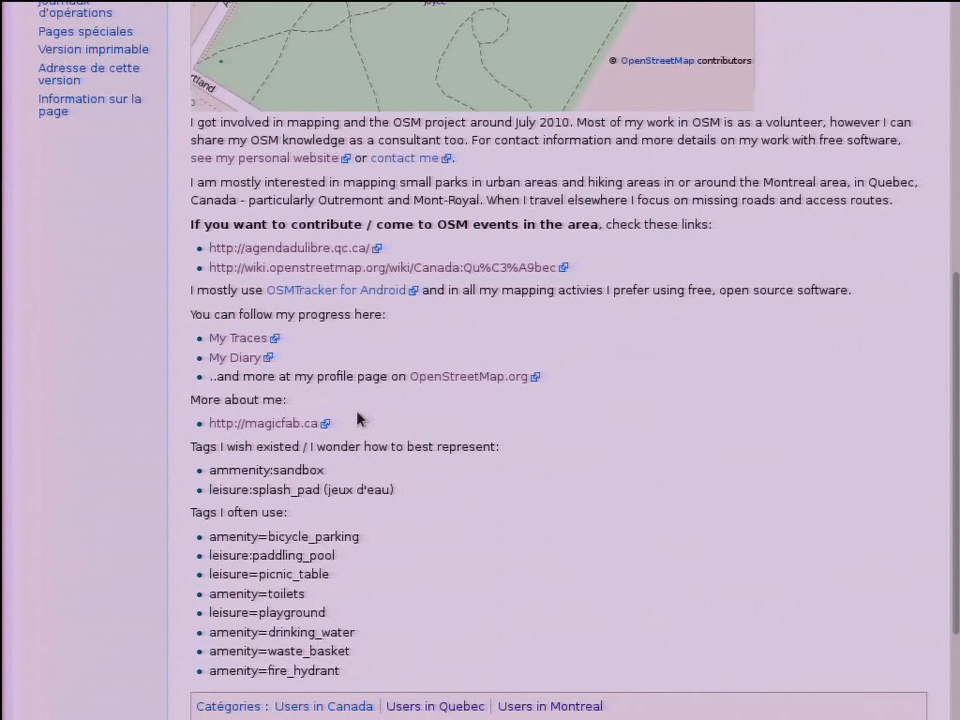 Journaux
d'opérations
Pages spéciales
Version imprimable
Adresse de cette
version
Information sur la
page
Joyce
© OpenStreetMap contributors
I got involved in mapping and the OSM project around July 2010. Most of my work in OSM is as a volunteer, however I can
share my OSM knowledge as a consultant too. For contact information and more details on my work with free software,
see my personal website or contact me.
I am mostly interested in mapping small parks in urban areas and hiking areas in or around the Montreal area, in Quebec,
Canada - particularly Outremont and Mont-Royal. When I travel elsewhere I focus on missing roads and access routes.
If you want to contribute / come to OSM events in the area, check these links:
http://agendadulibre.qc.ca/
http://wiki.openstreetmap.org/wiki/Canada:Qu%C3%A9bec
I mostly use OSMTracker for Android and in all my mapping activies I prefer using free, open source software.
You can follow my progress here:
My Traces
My Diary
..and more at my profile page on OpenStreetMap.org
More about me:
http://magicfab.ca
Tags I wish existed / I wonder how to best represent:
ammenity:sandbox
leisure:splash_pad (jeux d'eau)
Tags I often use:
amenity=bicycle_parking
leisure:paddling_pool
leisure=picnic_table
amenity=toilets
leisure=playground
amenity=drinking_water
amenity=waste_basket
amenity=fire_hydrant
Catégories : Users in Canada | Users in Quebec | Users in Montreal